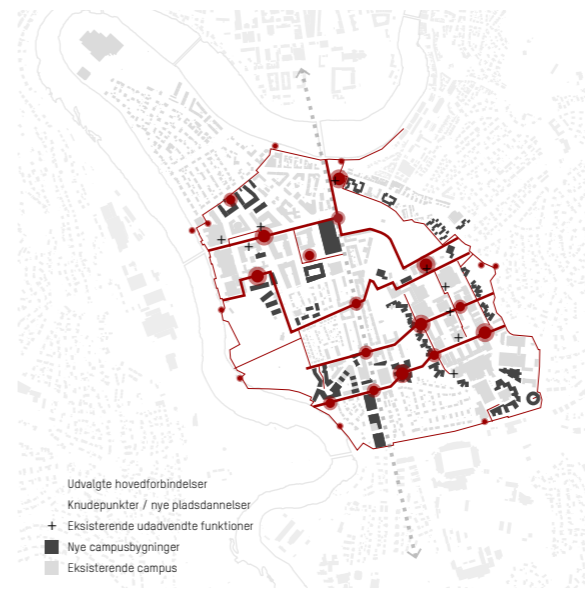 Udvalgte hovedforbindelser
Knudepunkter / nye pladsdannelser
+ Eksisterende udadvendte funktioner
Nye campusbygninger
Eksisterende campus